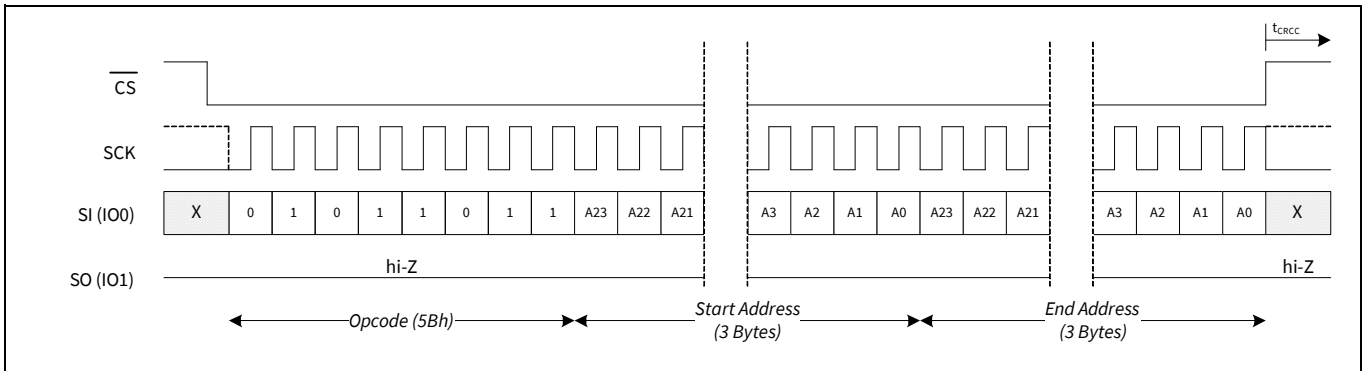 tCRCC
CS
SCK
SI (IO0) X 0 1 0 1 1 0 1 1 A23 A22 A21 A3 A2 A1 A0 A23 A22 A21 A3 A2 A1 A0 X
hi-Z hi-Z
SO (IO1)
Opcode (5Bh) Start Address (3 Bytes) End Address (3 Bytes)